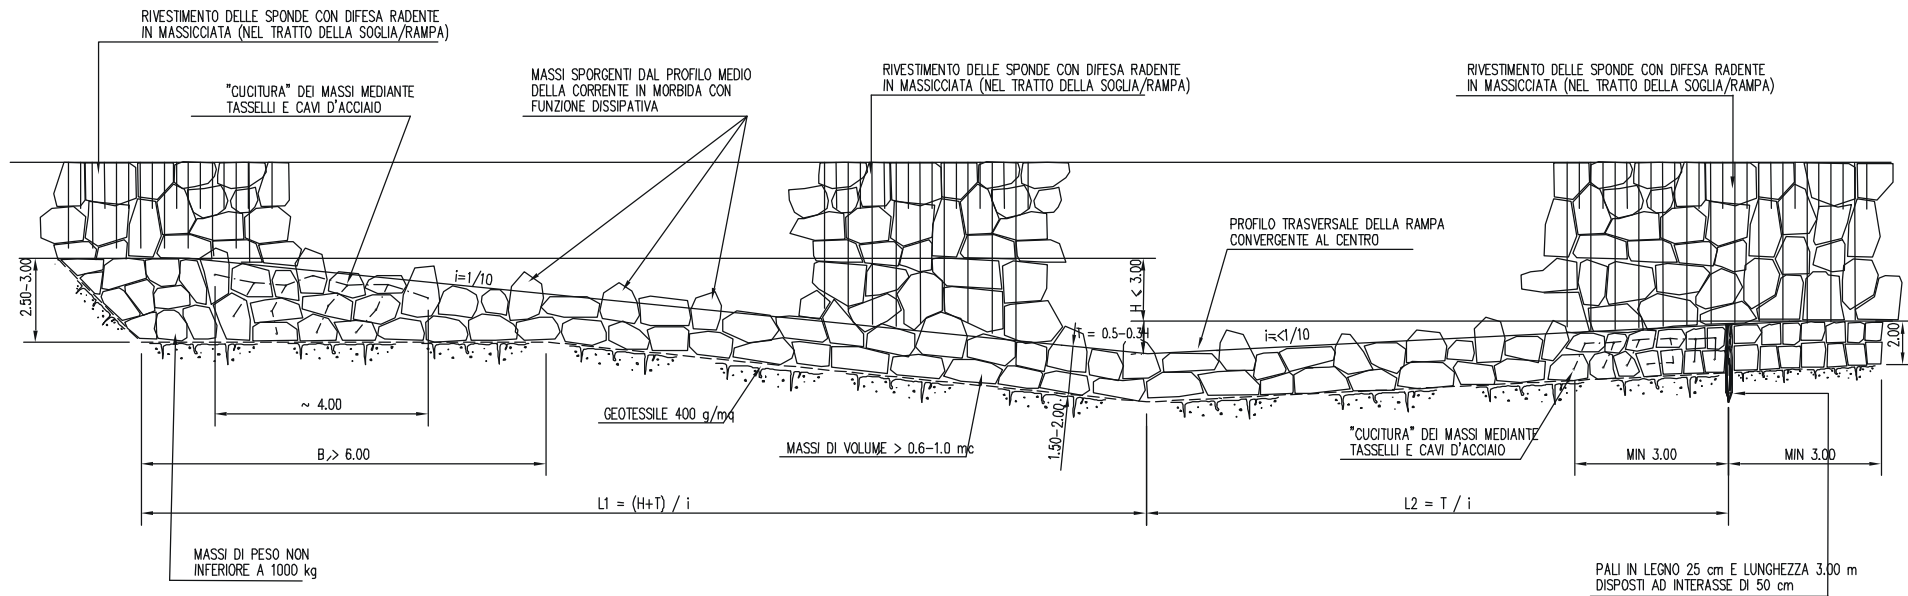 RIVESTIMENTO DELLE SPONDE CON DIFESA RADENTE
IN MASSICCIATA (NEL TRATTO DELLA SOGLIA/RAMPA)
"CUCITURA" DEI MASSI MEDIANTE
TASSELLI E CAVI D'ACCIAIO
MASSI SPORGENTI DAL PROFILO MEDIO
DELLA CORRENTE IN MORBIDA CON
FUNZIONE DISSIPATIVA
RIVESTIMENTO DELLE SPONDE CON DIFESA RADENTE
IN MASSICCIATA (NEL TRATTO DELLA SOGLIA/RAMPA)
RIVESTIMENTO DELLE SPONDE CON DIFESA RADENTE
IN MASSICCIATA (NEL TRATTO DELLA SOGLIA/RAMPA)
PROFILO TRASVERSALE DELLA RAMPA
CONVERGENTE AL CENTRO
2.50-3.00
i=1/10
H < 3.00
T = 0.5-0.3H
i=<1/10
2.00
~ 4.00
GEOTESSILE 400 g/mq
MASSI DI VOLUME > 0.6-1.0 mc
1.50-2.00
"CUCITURA" DEI MASSI MEDIANTE
TASSELLI E CAVI D'ACCIAIO
B > 6.00
MIN 3.00
MIN 3.00
L1 = (H+T) / i
L2 = T / i
MASSI DI PESO NON
INFERIORE A 1000 kg
PALI IN LEGNO 25 cm E LUNGHEZZA 3.00 m
DISPOSTI AD INTERASSE DI 50 cm